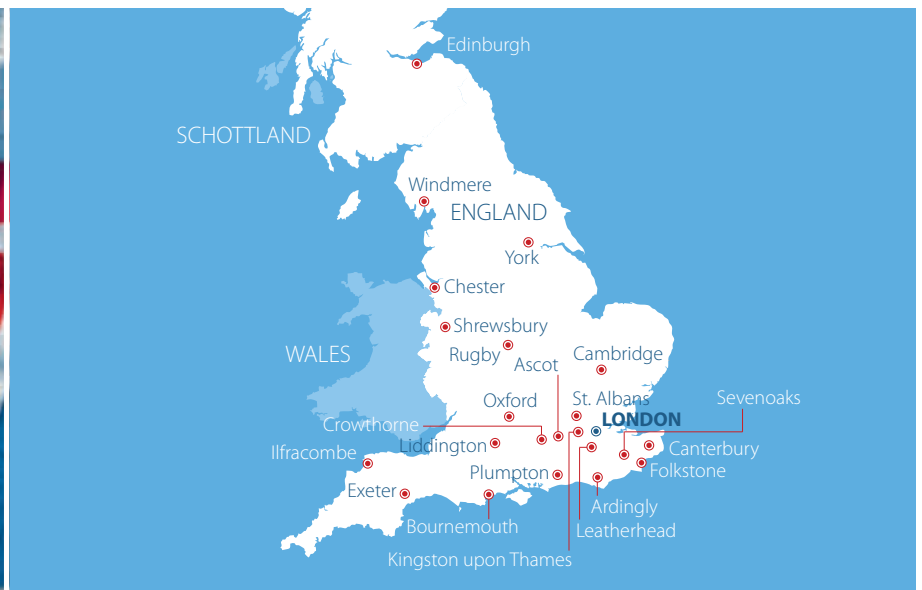 Edinburgh
SCHOTTLAND
Windmere
ENGLAND
York
Chester
Shrewsbury
WALES
Rugby
Cambridge
Ascot
Oxford
St. Albans
Sevenoaks
LONDON
Crowthorne
Liddington
Canterbury
Ilfracombe
Folkstone
Plumpton
Exeter
Ardingly
Bournemouth
Leatherhead
Kingston upon Thames